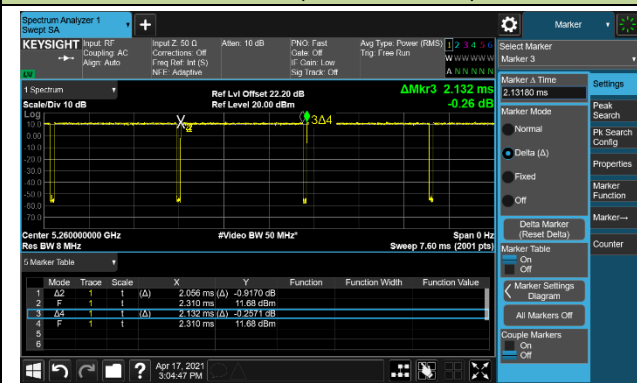 Spectrum Analyzer 1
Swept SA
+
Marker
KEYSIGHT
Input: RF
Coupling: AC
Align: Auto
Input Z: 50 Ω
Corrections: Off
Freq Ref: Int (S)
NFE: Adaptive
Atten: 10 dB
PNO: Fast
Gate: Off
IF Gain: Low
Sig Track: Off
Avg Type: Power (RMS)
Trig: Free Run
1 2 3 4 5 6
W W W W W W
A N N N N N
LXI
Select Marker
Marker 3
1 Spectrum
Scale/Div 10 dB
Ref Lvl Offset 22.20 dB
Ref Level 20.00 dBm
ΔMkr3 2.132 ms
-0.26 dB
Log
10.0
0.00
-10.0
-20.0
-30.0
-40.0
-50.0
-60.0
-70.0
3Δ4
Center 5.260000000 GHz
Res BW 8 MHz
#Video BW 50 MHz*
Span 0 Hz
Sweep 7.60 ms (2001 pts)
5 Marker Table
Mode Trace Scale X Y Function Function Width Function Value
1 Δ2 1 t (Δ) 2.056 ms (Δ) -0.9170 dB
2 F 1 t 2.310 ms 11.68 dBm
3 Δ4 1 t (Δ) 2.132 ms (Δ) -0.2571 dB
4 F 1 t 2.310 ms 11.68 dBm
5
6
Marker Δ Time
2.13180 ms
Marker Mode
Normal
Delta (Δ)
Fixed
Off
Delta Marker
(Reset Delta)
Marker Table
On
Off
Marker Settings
Diagram
All Markers Off
Couple Markers
On
Off
Settings
Peak
Search
Pk Search
Config
Properties
Marker
Function
Marker→
Counter
?
Apr 17, 2021
3:04:47 PM